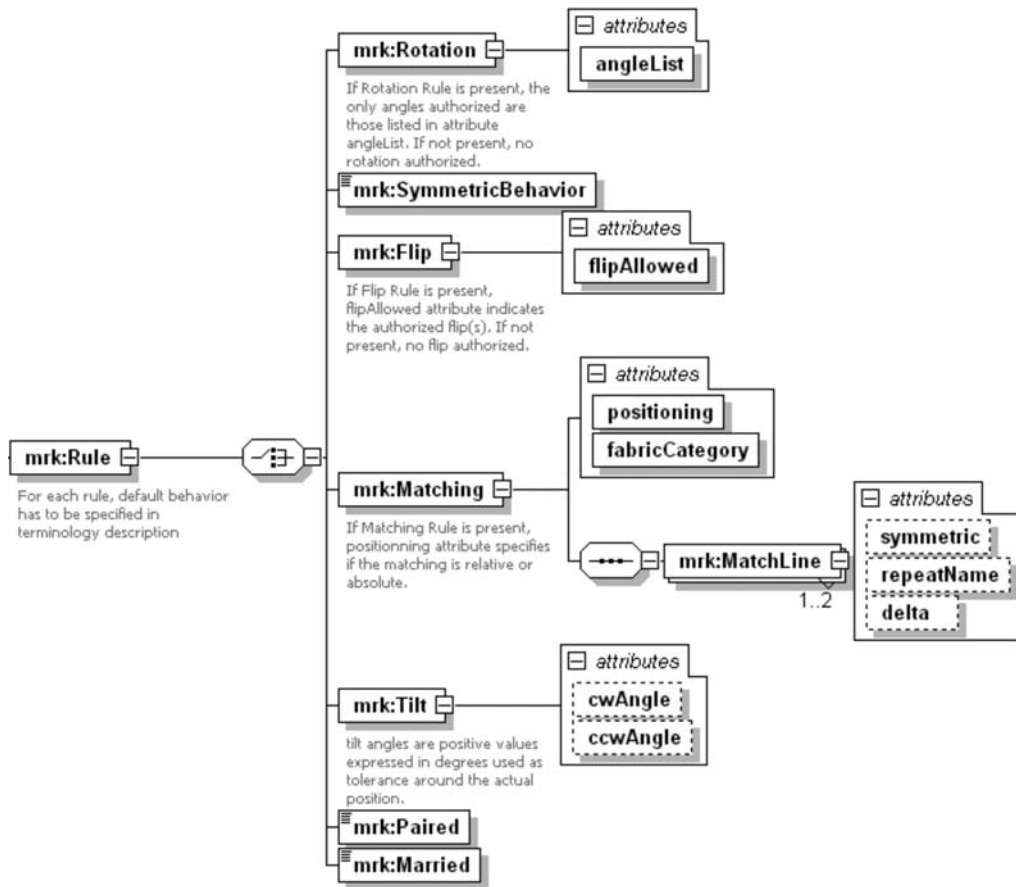 mrk:Rotation
attributes
angleList
If Rotation Rule is present, the
only angles authorized are
those listed in attribute
angleList. If not present, no
rotation authorized.
mrk:SymmetricBehavior
mrk:Flip
attributes
flipAllowed
If Flip Rule is present,
flipAllowed attribute indicates
the authorized flip(s). If not
present, no flip authorized.
mrk:Rule
For each rule, default behavior
has to be specified in
terminology description
mrk:Matching
attributes
positioning
fabricCategory
If Matching Rule is present,
positionning attribute specifies
if the matching is relative or
absolute.
mrk:MatchLine
1..2
attributes
symmetric
repeatName
delta
mrk:Tilt
attributes
cwAngle
ccwAngle
tilt angles are positive values
expressed in degrees used as
tolerance around the actual
position.
mrk:Paired
mrk:Married